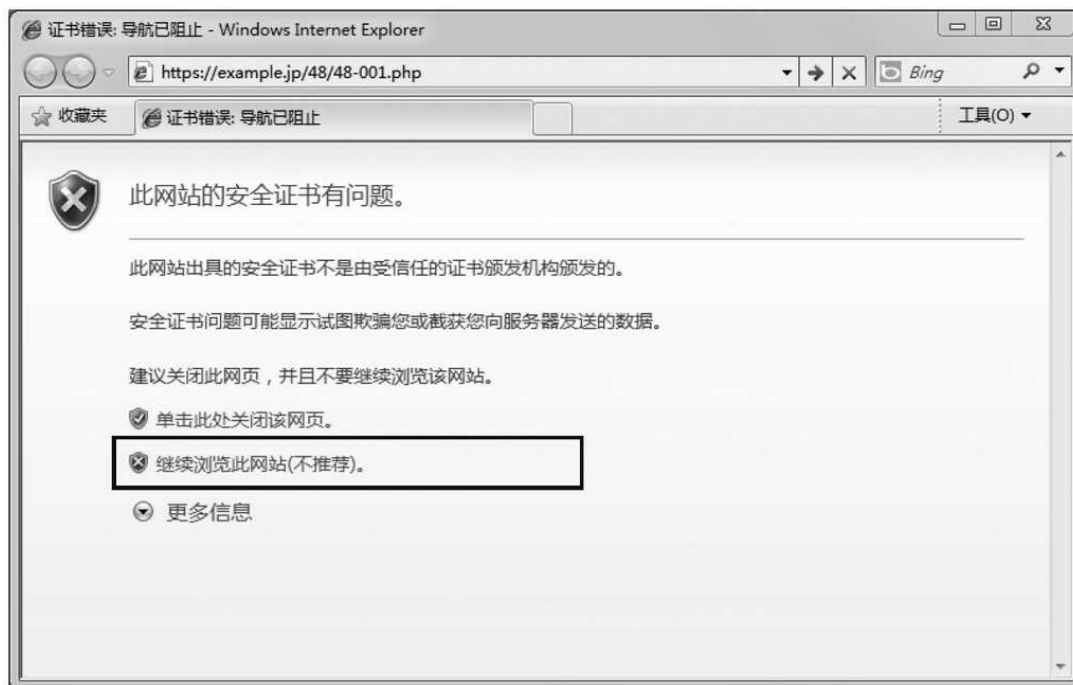 证书错误: 导航已阻止 - Windows Internet Explorer
https://example.jp/48/48-001.php
Bing
收藏夹
证书错误: 导航已阻止
工具(O)
此网站的安全证书有问题。
此网站出具的安全证书不是由受信任的证书颁发机构颁发的。
安全证书问题可能显示试图欺骗您或截获您向服务器发送的数据。
建议关闭此网页，并且不要继续浏览该网站。
单击此处关闭该网页。
继续浏览此网站(不推荐)。
更多信息